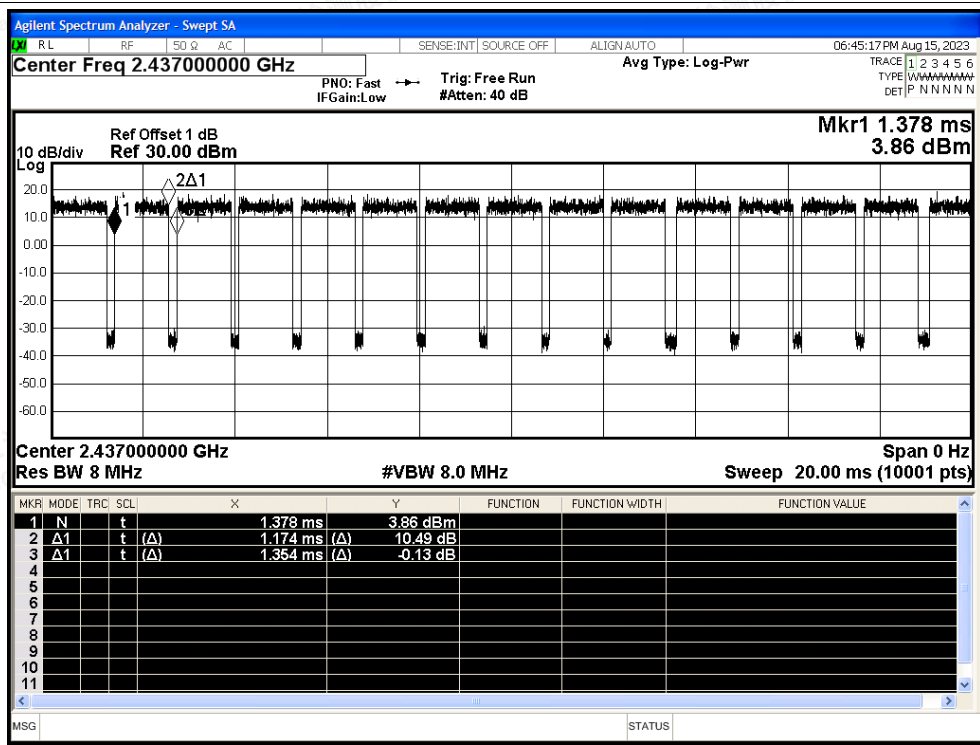 Agilent Spectrum Analyzer - Swept SA
LXI RL RF 50 Ω AC SENSE:INT SOURCE OFF ALIGN AUTO 06:45:17 PM Aug 15, 2023
Center Freq 2.437000000 GHz
PNO: Fast
IFGain:Low
Trig: Free Run
#Atten: 40 dB
Avg Type: Log-Pwr
TRACE 1 2 3 4 5 6
TYPE WWWWWW
DET P N N N N N
Mkr1 1.378 ms
3.86 dBm
Ref Offset 1 dB
10 dB/div Ref 30.00 dBm
Log
20.0
10.0
0.00
-10.0
-20.0
-30.0
-40.0
-50.0
-60.0
2Δ1
1
Center 2.437000000 GHz Span 0 Hz
Res BW 8 MHz #VBW 8.0 MHz Sweep 20.00 ms (10001 pts)
MKR MODE TRC SCL X Y FUNCTION FUNCTION WIDTH FUNCTION VALUE
1 N t 1.378 ms 3.86 dBm
2 Δ1 t (Δ) 1.174 ms (Δ) 10.49 dB
3 Δ1 t (Δ) 1.354 ms (Δ) -0.13 dB
4
5
6
7
8
9
10
11
MSG STATUS